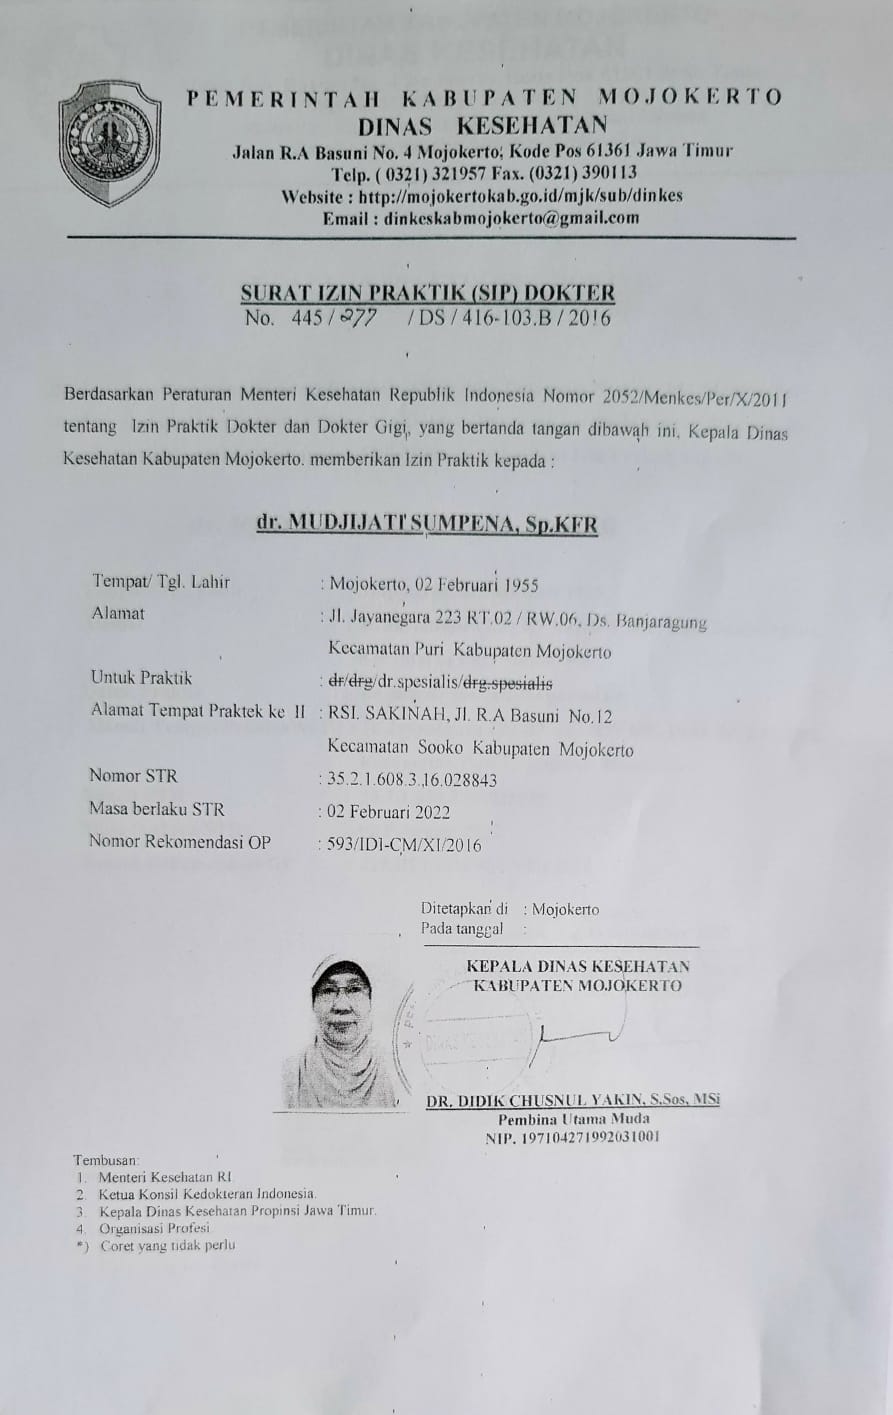 PEMERINTAH KABUPATEN MOJOKERTO
DINAS KESEHATAN
Jalan R.A Basuni No. 4 Mojokerto; Kode Pos 61361 Jawa Timur
Telp. ( 0321) 321957 Fax. (0321) 390113
Website : http://mojokertokab.go.id/mjk/sub/dinkes
Email : dinkeskabmojokerto@gmail.com
SURAT IZIN PRAKTIK (SIP) DOKTER
No. 445 / 277 / DS / 416-103.B / 2016
Berdasarkan Peraturan Menteri Kesehatan Republik Indonesia Nomor 2052/Menkes/Per/X/2011
tentang Izin Praktik Dokter dan Dokter Gigi, yang bertanda tangan dibawah ini, Kepala Dinas
Kesehatan Kabupaten Mojokerto. memberikan Izin Praktik kepada :
dr. MUDJIJATI SUMPENA, Sp.KFR
Tempat/ Tgl. Lahir : Mojokerto, 02 Februari 1955
Alamat : Jl. Jayanegara 223 RT.02 / RW.06, Ds. Banjaragung
Kecamatan Puri Kabupaten Mojokerto
Untuk Praktik : dr/drg/dr.spesialis/drg.spesialis
Alamat Tempat Praktek ke II : RSI. SAKINAH, Jl. R.A Basuni No.12
Kecamatan Sooko Kabupaten Mojokerto
Nomor STR : 35.2.1.608.3.16.028843
Masa berlaku STR : 02 Februari 2022
Nomor Rekomendasi OP : 593/IDI-CM/XI/2016
Ditetapkan di : Mojokerto
Pada tanggal :
KEPALA DINAS KESEHATAN
KABUPATEN MOJOKERTO
DINAS KESEHATAN
DR. DIDIK CHUSNUL YAKIN, S.Sos, MSi
Pembina Utama Muda
NIP. 197104271992031001
Tembusan:
1. Menteri Kesehatan RI
2. Ketua Konsil Kedokteran Indonesia.
3. Kepala Dinas Kesehatan Propinsi Jawa Timur.
4. Organisasi Profesi
*) Coret yang tidak perlu